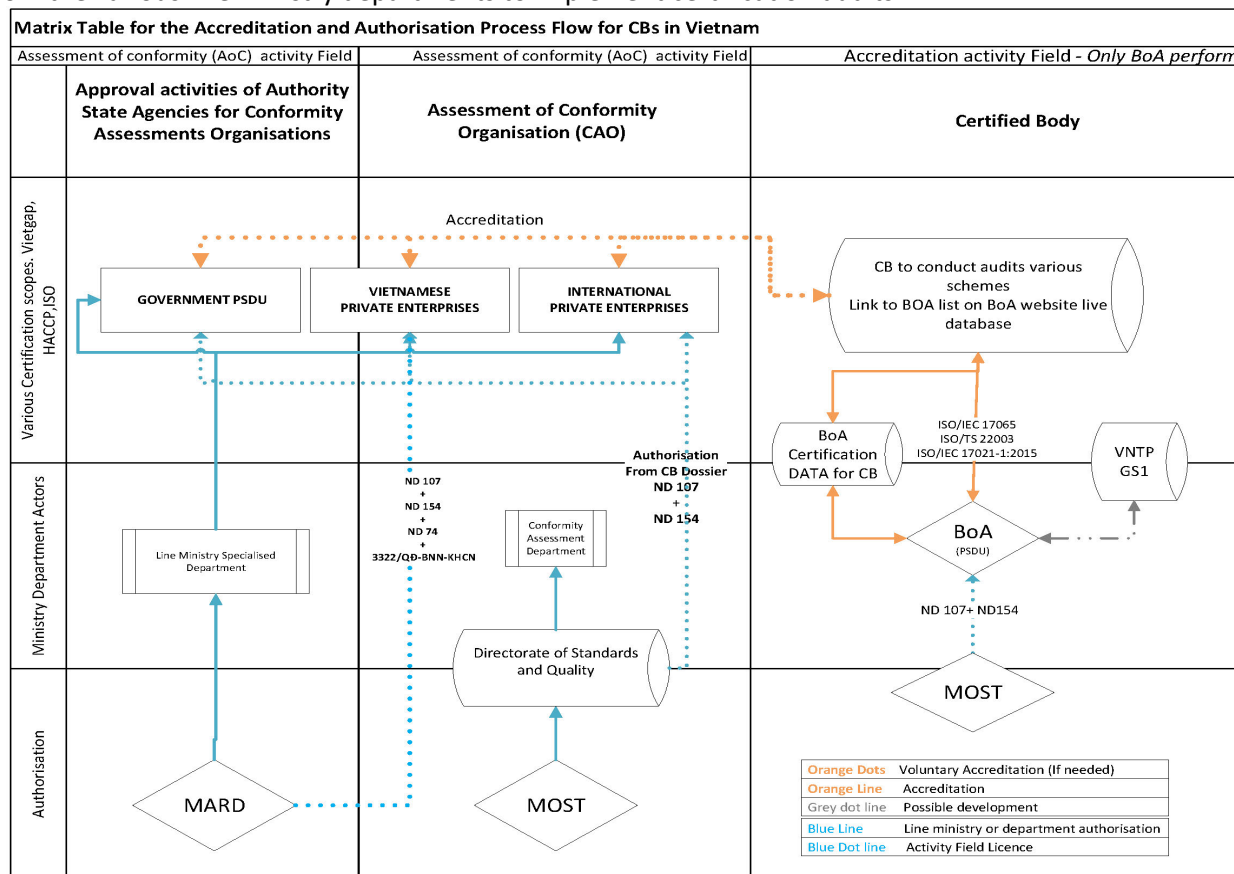 Matrix Table for the Accreditation and Authorisation Process Flow for CBs in Vietnam
Assessment of conformity (AoC) activity Field
Assessment of conformity (AoC) activity Field
Accreditation activity Field - Only BoA perform
Approval activities of Authority
State Agencies for Conformity
Assessments Organisations
Assessment of Conformity
Organisation (CAO)
Certified Body
Various Certification scopes. Vietgap,
HACCP,ISO
Accreditation
GOVERNMENT PSDU
VIETNAMESE
PRIVATE ENTERPRISES
INTERNATIONAL
PRIVATE ENTERPRISES
CB to conduct audits various
schemes
Link to BOA list on BoA website live
database
ISO/IEC 17065
ISO/TS 22003
ISO/IEC 17021-1:2015
BoA
Certification
DATA for CB
VNTP
GS1
Authorisation
From CB Dossier
ND 107
+
ND 154
Ministry Department Actors
ND 107
+
ND 154
+
ND 74
+
3322/QĐ-BNN-KHCN
Line Ministry Specialised
Department
Conformity
Assessment
Department
BoA
(PSDU)
ND 107+ ND154
Directorate of Standards
and Quality
MOST
Authorisation
MARD
MOST
Orange Dots Voluntary Accreditation (If needed)
Orange Line Accreditation
Grey dot line Possible development
Blue Line Line ministry or department authorisation
Blue Dot line Activity Field Licence